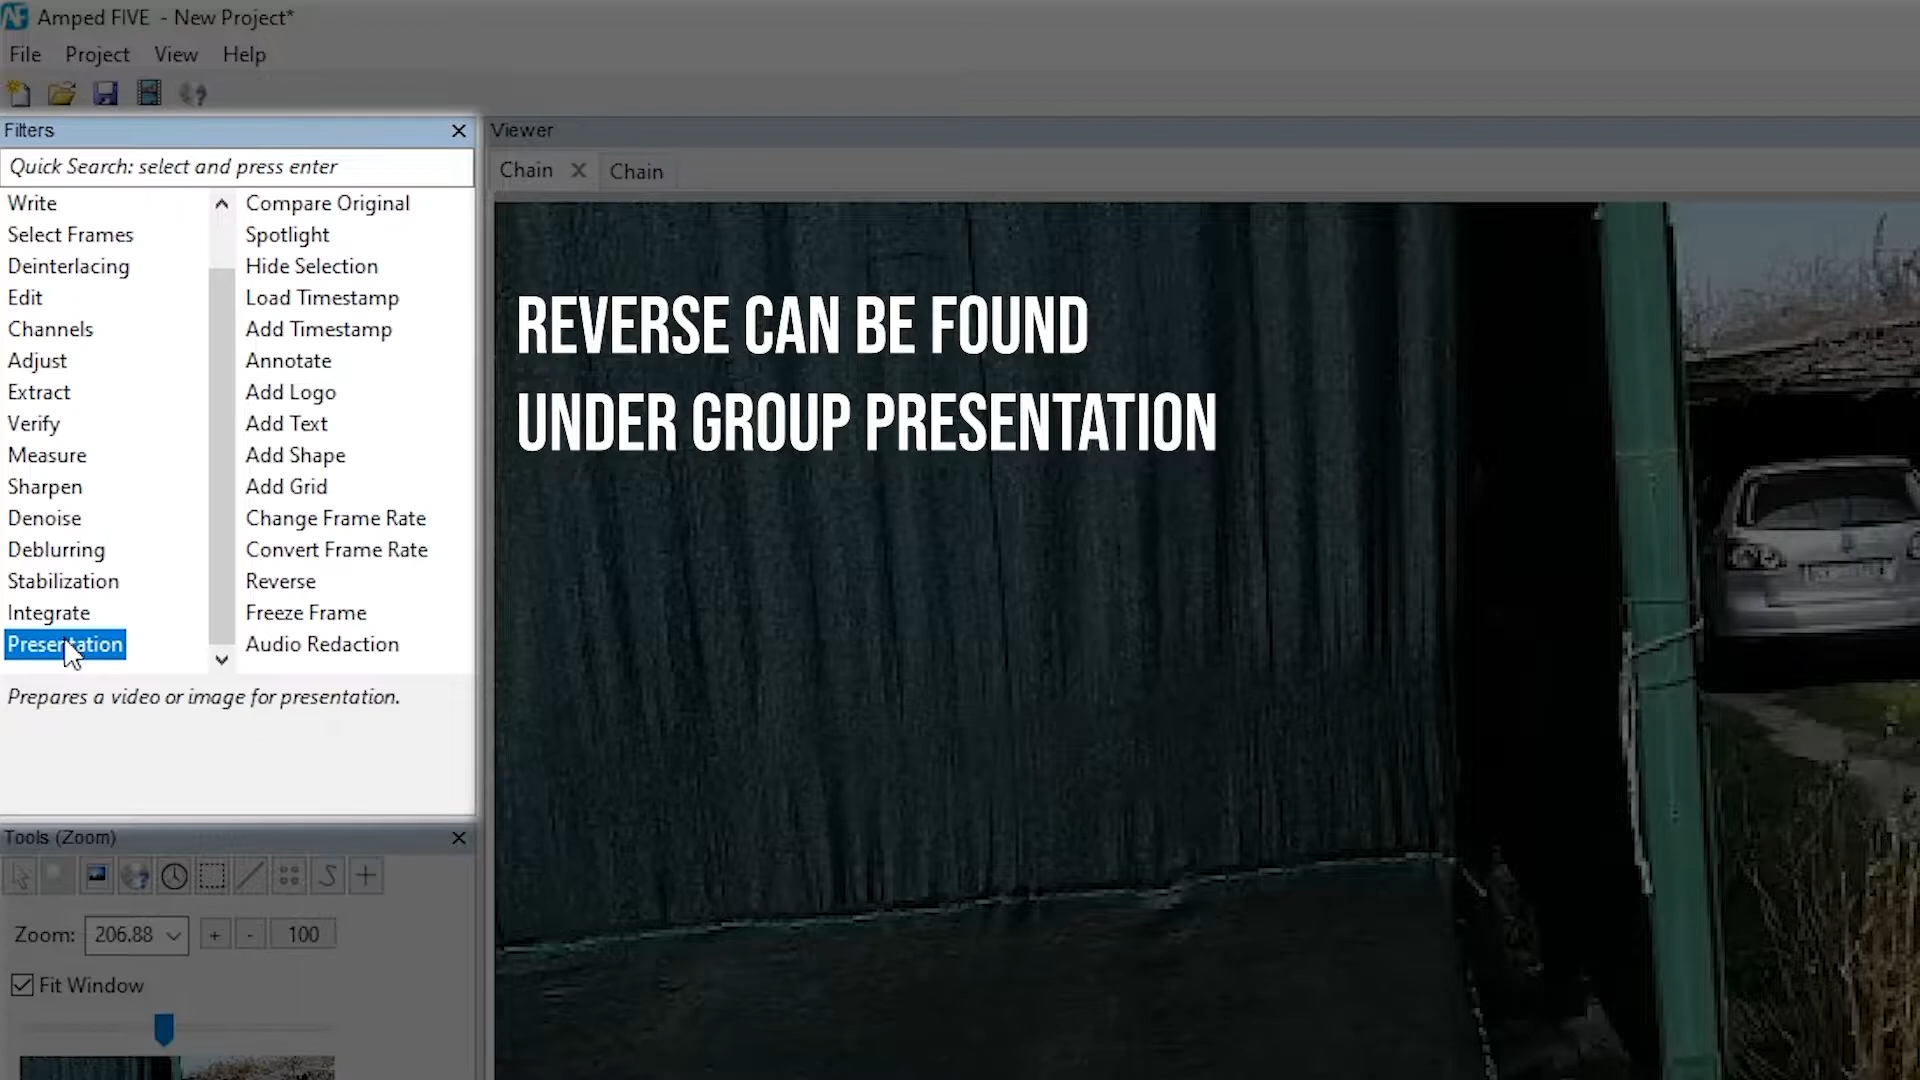 Amped FIVE - New Project*
File Project View Help
Filters
Viewer
Quick Search: select and press enter
Chain
Chain
Write
Select Frames
Deinterlacing
Edit
Channels
Adjust
Extract
Verify
Measure
Sharpen
Denoise
Deblurring
Stabilization
Integrate
Presentation
Compare Original
Spotlight
Hide Selection
Load Timestamp
Add Timestamp
Annotate
Add Logo
Add Text
Add Shape
Add Grid
Change Frame Rate
Convert Frame Rate
Reverse
Freeze Frame
Audio Redaction
Prepares a video or image for presentation.
REVERSE CAN BE FOUND
UNDER GROUP PRESENTATION
Tools (Zoom)
Zoom: 206.88 + - 100
Fit Window